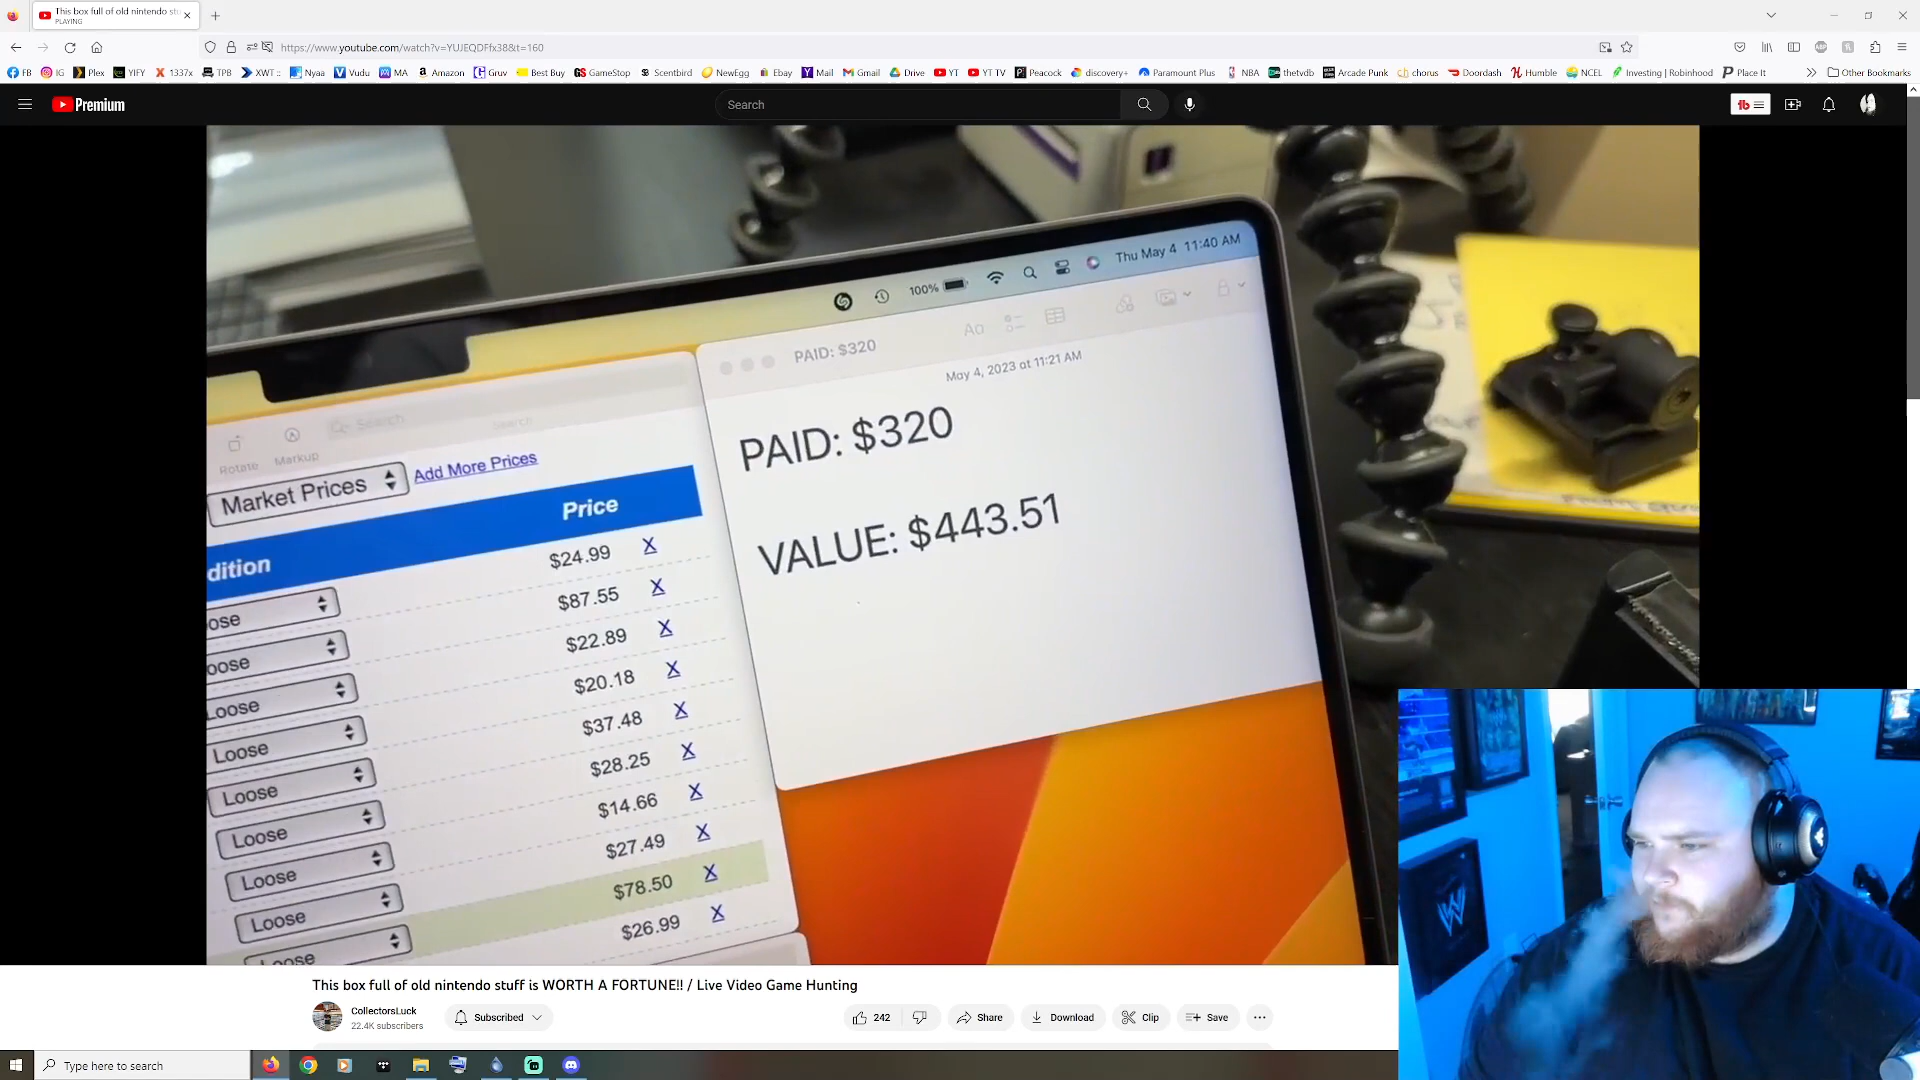 This box full of old nintendo stu
PLAYING
https://www.youtube.com/watch?v=YUJEQDFfx38&t=160
FB IG Plex YIFY 1337x TPB XWT :: Nyaa Vudu MA Amazon Gruv Best Buy GameStop Scentbird NewEgg Ebay Mail Gmail Drive YT YT TV Peacock discovery+ Paramount Plus NBA thetvdb Arcade Punk chorus Doordash Humble NCEL Investing | Robinhood Place It Other Bookmarks
Premium
Search
Thu May 4 11:40 AM
100%
PAID: $320
Aa
May 4, 2023 at 11:21 AM
PAID: $320
VALUE: $443.51
Search
Search
Rotate
Markup
Market Prices
Add More Prices
dition
Price
ose
$24.99 X
oose
$87.55 X
Loose
$22.89 X
Loose
$20.18 X
Loose
$37.48 X
Loose
$28.25 X
Loose
$14.66 X
Loose
$27.49 X
Loose
$78.50 X
$26.99 X
This box full of old nintendo stuff is WORTH A FORTUNE!! / Live Video Game Hunting
CollectorsLuck
22.4K subscribers
Subscribed
242
Share
Download
Clip
Save
Type here to search